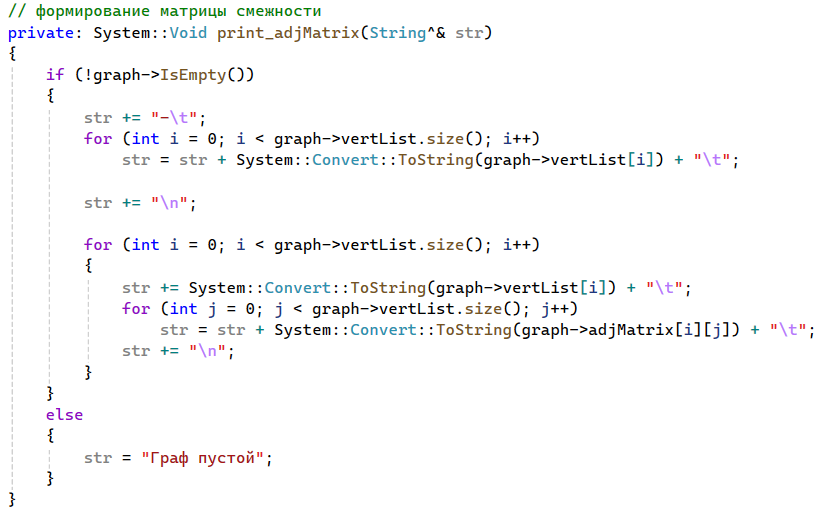 // формирование матрицы смежности
private: System::Void print_adjMatrix(String^& str)
{
    if (!graph->IsEmpty())
    {
        str += "-\t";
        for (int i = 0; i < graph->vertList.size(); i++)
            str = str + System::Convert::ToString(graph->vertList[i]) + "\t";

        str += "\n";

        for (int i = 0; i < graph->vertList.size(); i++)
        {
            str += System::Convert::ToString(graph->vertList[i]) + "\t";
            for (int j = 0; j < graph->vertList.size(); j++)
                str = str + System::Convert::ToString(graph->adjMatrix[i][j]) + "\t";
            str += "\n";
        }
    }
    else
    {
        str = "Граф пустой";
    }
}